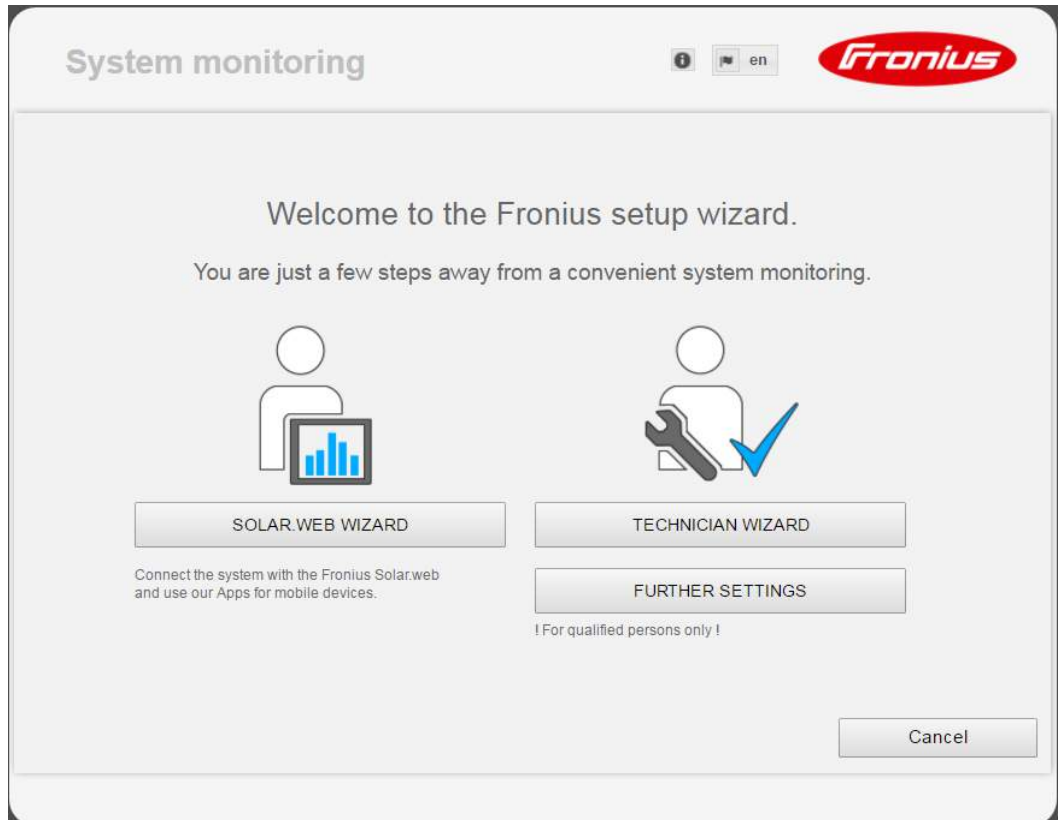 System monitoring
en
Fronius
Welcome to the Fronius setup wizard.
You are just a few steps away from a convenient system monitoring.
SOLAR.WEB WIZARD
Connect the system with the Fronius Solar.web
and use our Apps for mobile devices.
TECHNICIAN WIZARD
FURTHER SETTINGS
! For qualified persons only !
Cancel